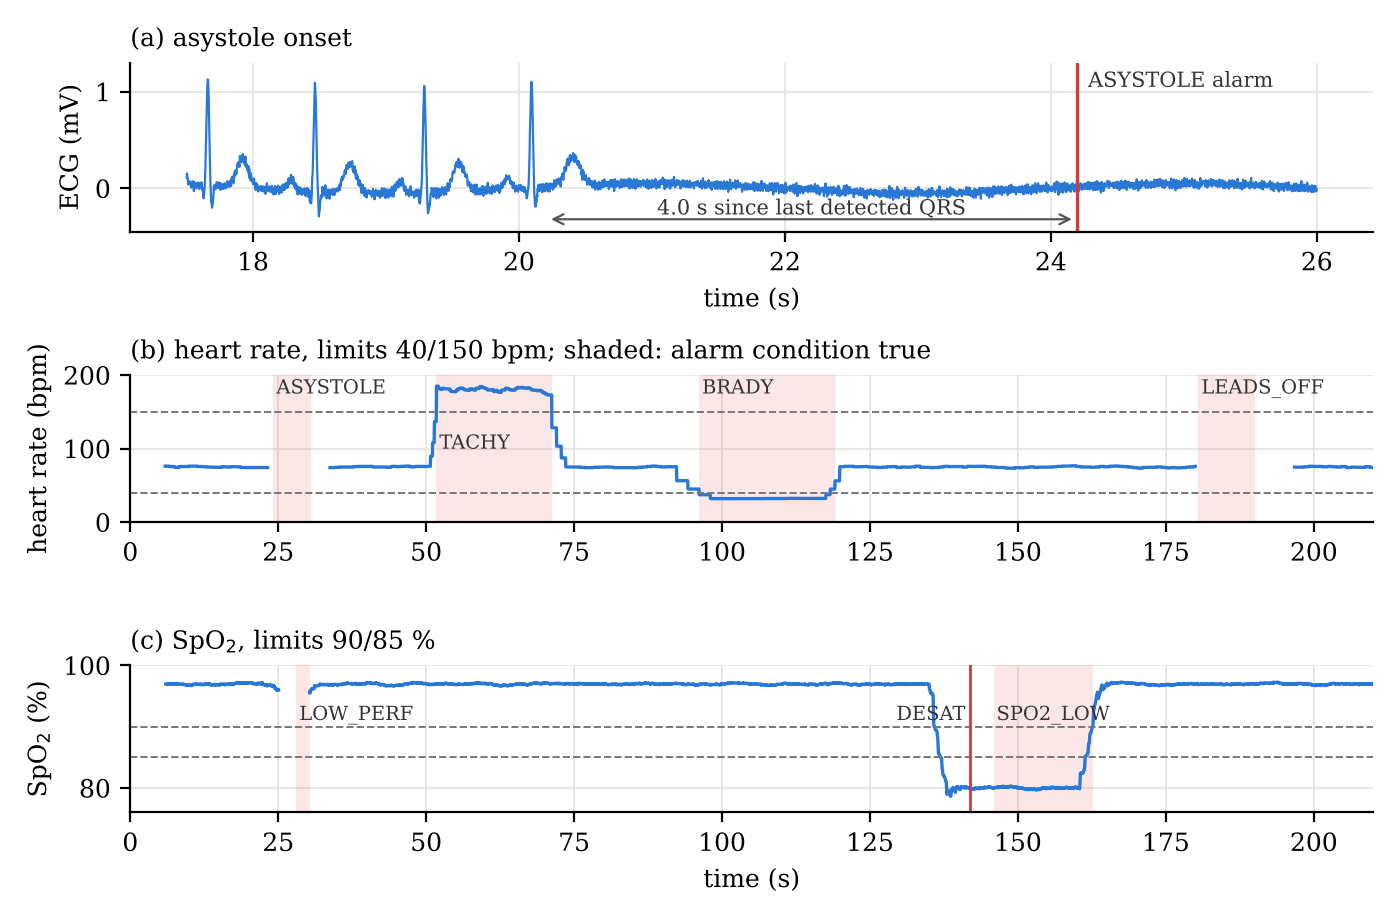 (a) asystole onset
ECG (mV)
1
0
ASYSTOLE alarm
4.0 s since last detected QRS
18 20 22 24 26
time (s)
(b) heart rate, limits 40/150 bpm; shaded: alarm condition true
heart rate (bpm)
200
100
0
ASYSTOLE
TACHY
BRADY
LEADS_OFF
0 25 50 75 100 125 150 175 200
(c) SpO₂, limits 90/85 %
SpO₂ (%)
100
80
LOW_PERF
DESAT
SPO2_LOW
0 25 50 75 100 125 150 175 200
time (s)